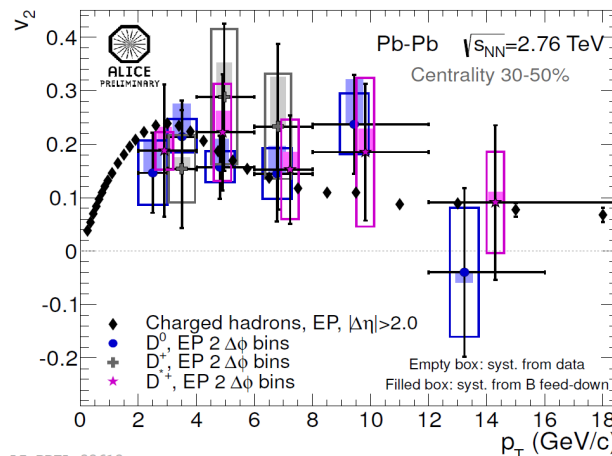 v₂
0.4
0.3
0.2
0.1
0
-0.2
ALICE
PRELIMINARY
Pb-Pb √sNN=2.76 TeV
Centrality 30-50%
Charged hadrons, EP, |Δη|>2.0
D⁰, EP 2 Δφ bins
D⁺, EP 2 Δφ bins
D*⁺, EP 2 Δφ bins
Empty box: syst. from data
Filled box: syst. from B feed-down
0 2 4 6 8 10 12 14 16 18
p_T (GeV/c)